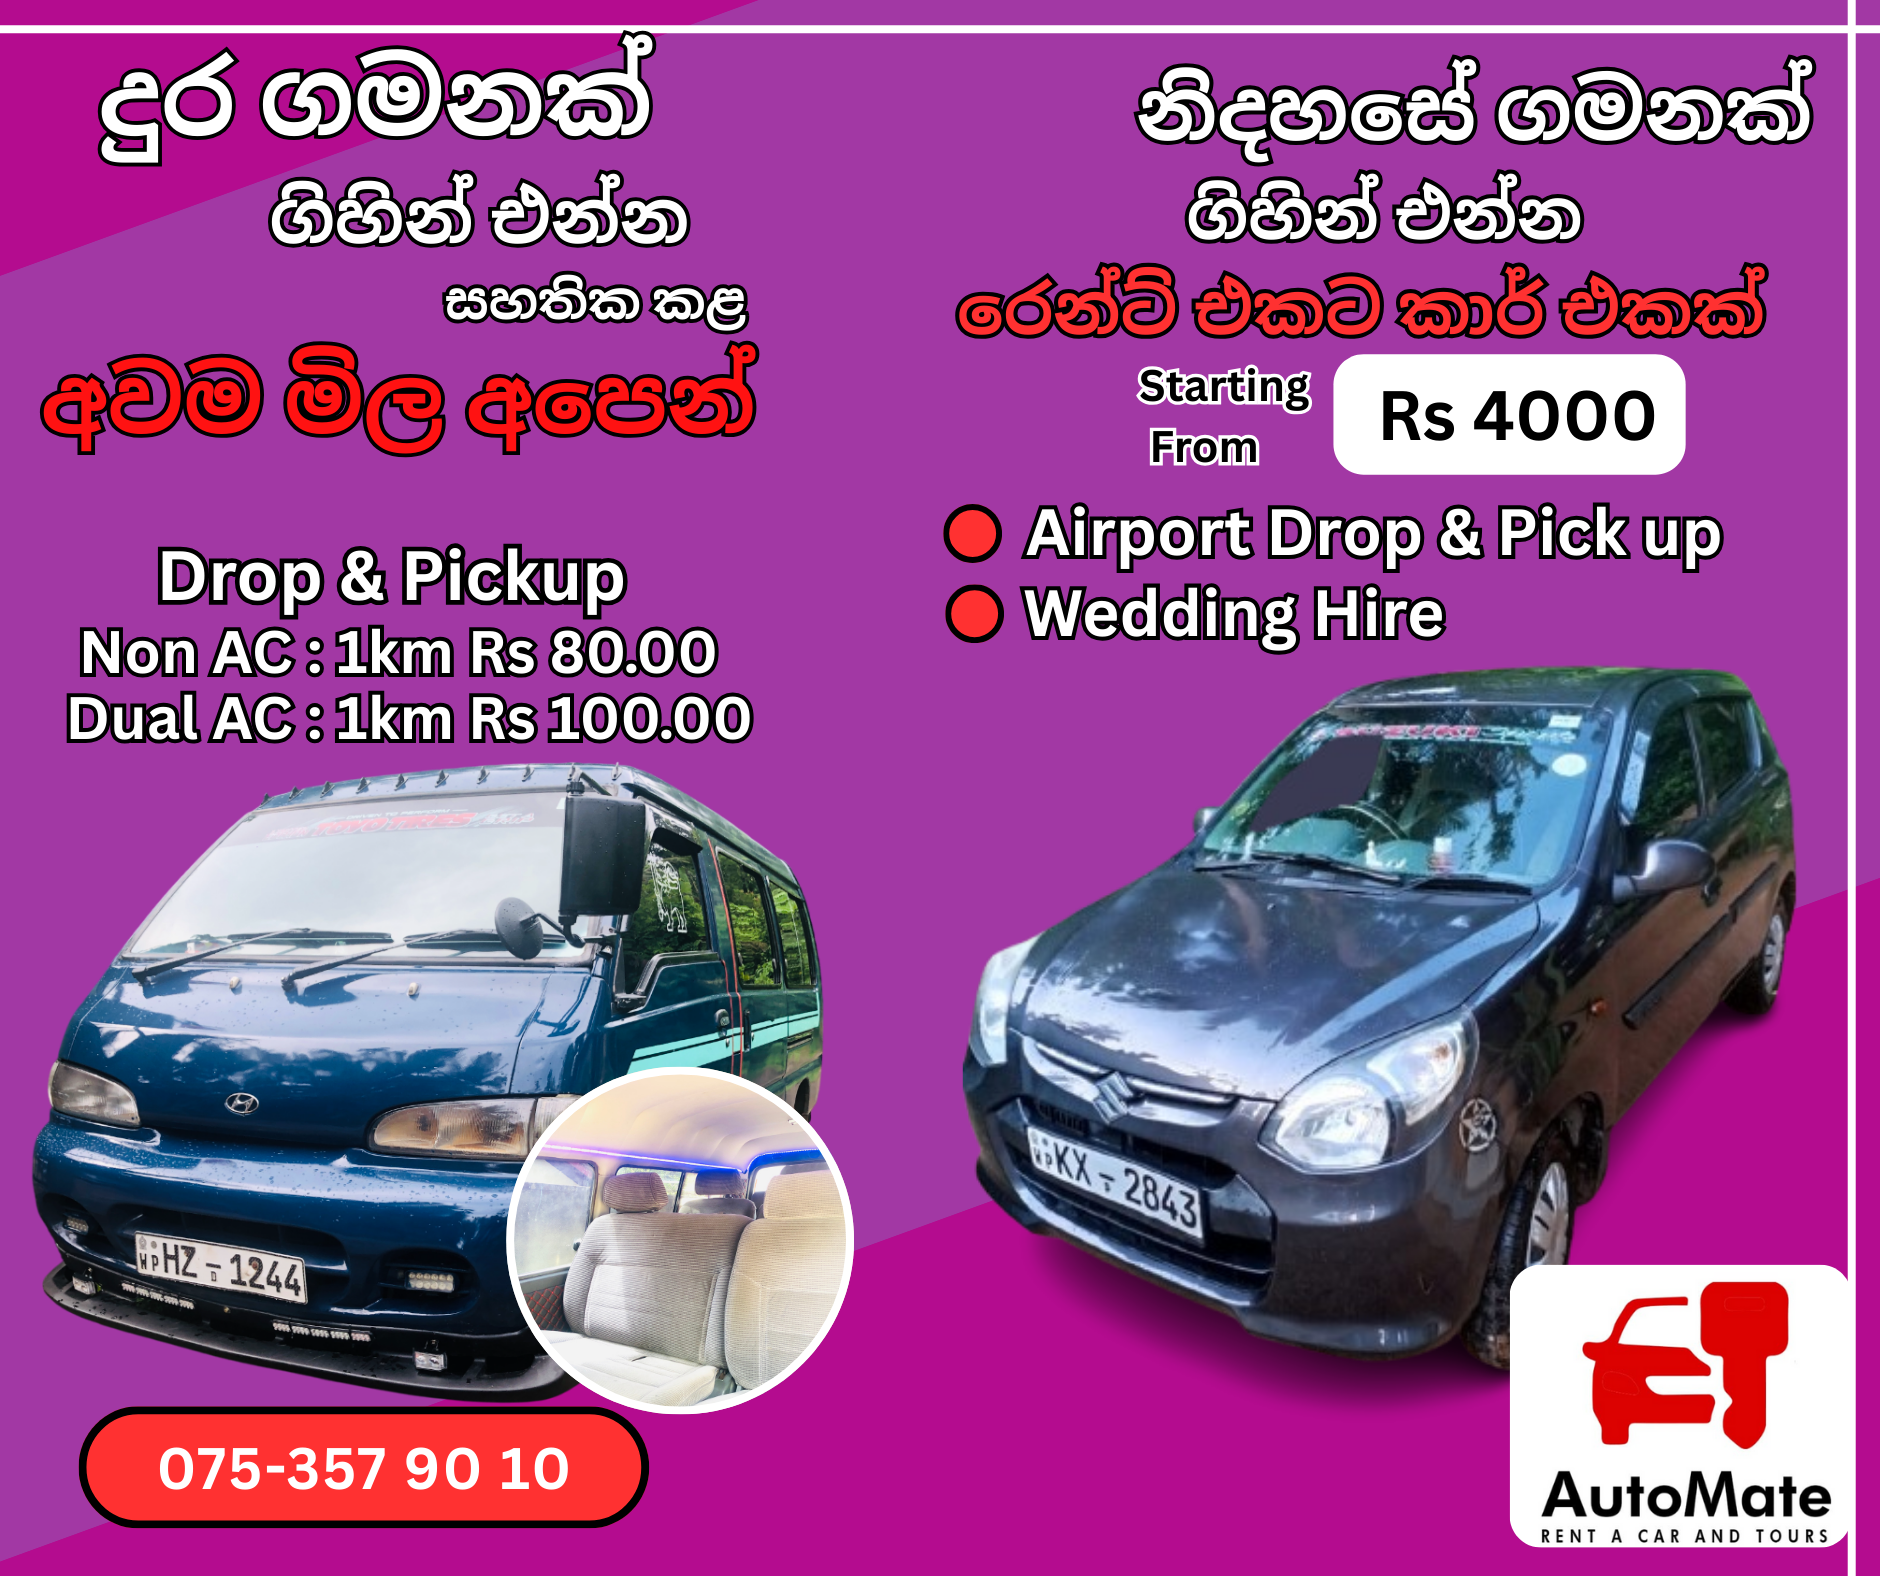 දුර ගමනක්
ගිහින් එන්න
සහතික කළ
අවම මිල අපෙන්
Drop & Pickup
Non AC : 1km Rs 80.00
Dual AC : 1km Rs 100.00
WP HZ - 1244
075-357 90 10
නිදහසේ ගමනක්
ගිහින් එන්න
රෙන්ට් එකට කාර් එකක්
Starting
From
Rs 4000
Airport Drop & Pick up
Wedding Hire
WP KX - 2843
AutoMate
RENT A CAR AND TOURS